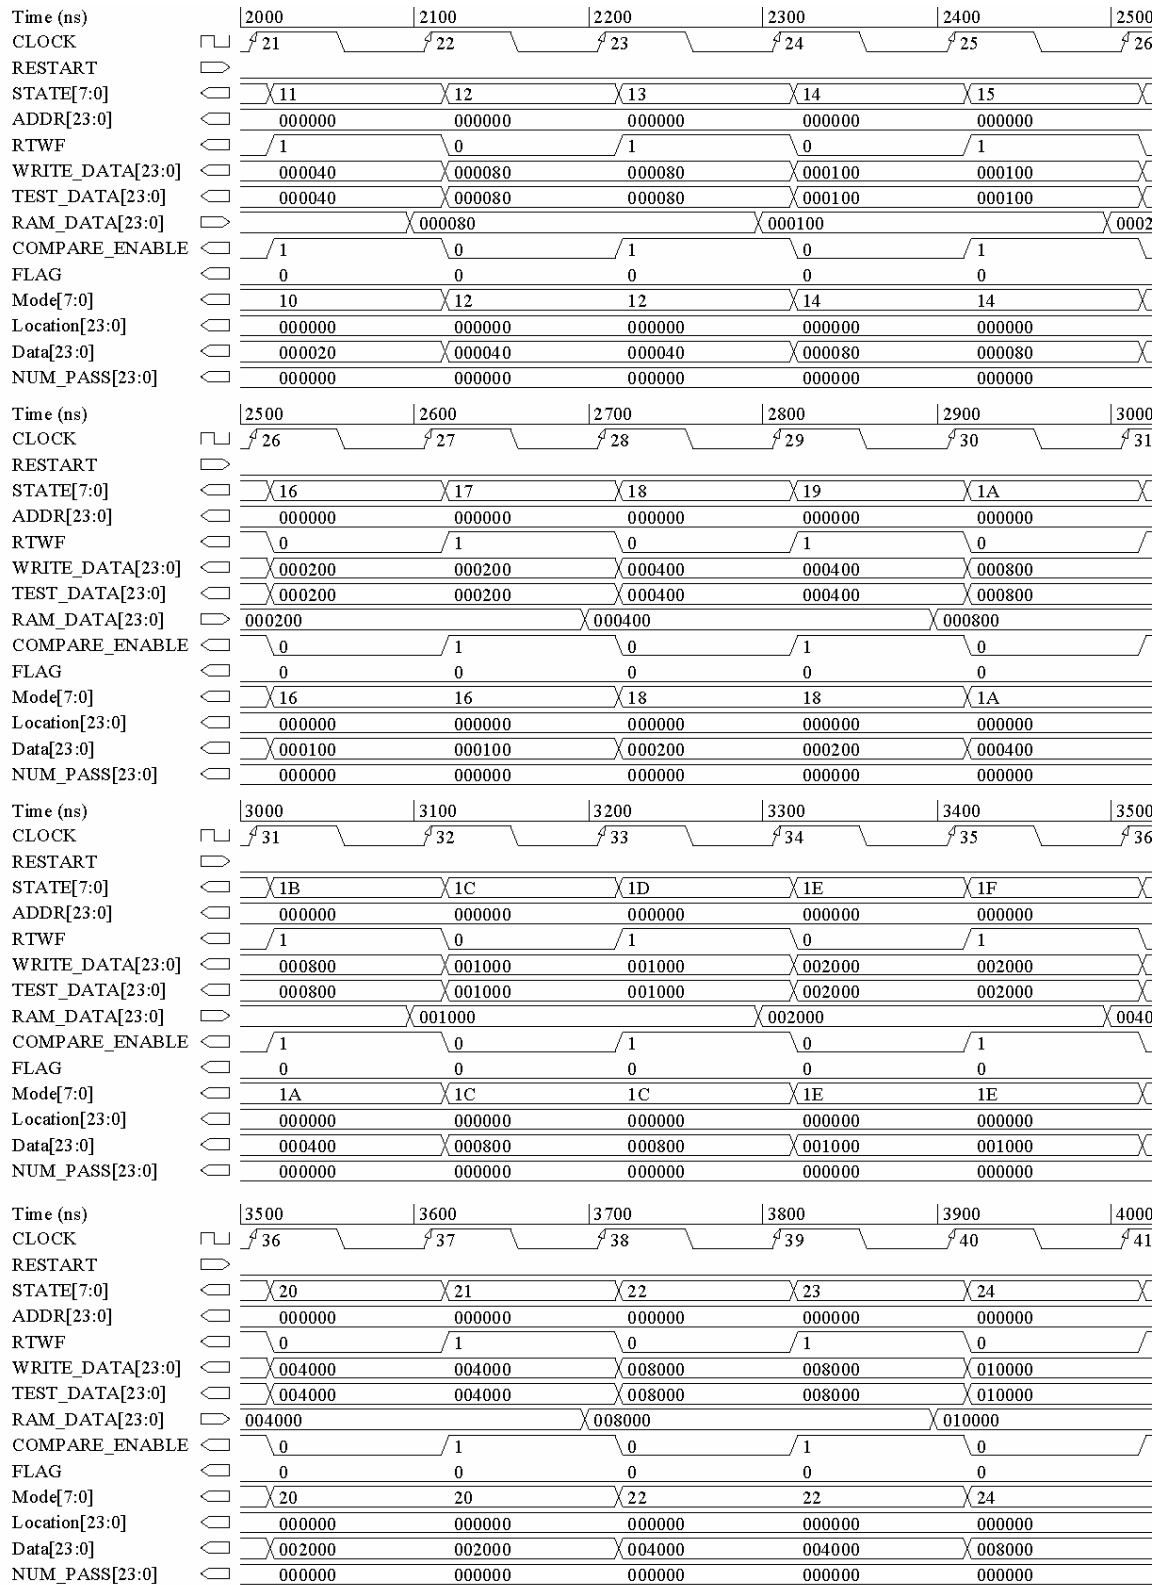 Time (ns) 2000 2100 2200 2300 2400 2500
CLOCK 21 22 23 24 25 26
RESTART
STATE[7:0] 11 12 13 14 15
ADDR[23:0] 000000 000000 000000 000000 000000
RTWF 1 0 1 0 1
WRITE_DATA[23:0] 000040 000080 000080 000100 000100
TEST_DATA[23:0] 000040 000080 000080 000100 000100
RAM_DATA[23:0] 000080 000100 0002
COMPARE_ENABLE 1 0 1 0 1
FLAG 0 0 0 0 0
Mode[7:0] 10 12 12 14 14
Location[23:0] 000000 000000 000000 000000 000000
Data[23:0] 000020 000040 000040 000080 000080
NUM_PASS[23:0] 000000 000000 000000 000000 000000
Time (ns) 2500 2600 2700 2800 2900 3000
CLOCK 26 27 28 29 30 31
RESTART
STATE[7:0] 16 17 18 19 1A
ADDR[23:0] 000000 000000 000000 000000 000000
RTWF 0 1 0 1 0
WRITE_DATA[23:0] 000200 000200 000400 000400 000800
TEST_DATA[23:0] 000200 000200 000400 000400 000800
RAM_DATA[23:0] 000200 000400 000800
COMPARE_ENABLE 0 1 0 1 0
FLAG 0 0 0 0 0
Mode[7:0] 16 16 18 18 1A
Location[23:0] 000000 000000 000000 000000 000000
Data[23:0] 000100 000100 000200 000200 000400
NUM_PASS[23:0] 000000 000000 000000 000000 000000
Time (ns) 3000 3100 3200 3300 3400 3500
CLOCK 31 32 33 34 35 36
RESTART
STATE[7:0] 1B 1C 1D 1E 1F
ADDR[23:0] 000000 000000 000000 000000 000000
RTWF 1 0 1 0 1
WRITE_DATA[23:0] 000800 001000 001000 002000 002000
TEST_DATA[23:0] 000800 001000 001000 002000 002000
RAM_DATA[23:0] 001000 002000 0040
COMPARE_ENABLE 1 0 1 0 1
FLAG 0 0 0 0 0
Mode[7:0] 1A 1C 1C 1E 1E
Location[23:0] 000000 000000 000000 000000 000000
Data[23:0] 000400 000800 000800 001000 001000
NUM_PASS[23:0] 000000 000000 000000 000000 000000
Time (ns) 3500 3600 3700 3800 3900 4000
CLOCK 36 37 38 39 40 41
RESTART
STATE[7:0] 20 21 22 23 24
ADDR[23:0] 000000 000000 000000 000000 000000
RTWF 0 1 0 1 0
WRITE_DATA[23:0] 004000 004000 008000 008000 010000
TEST_DATA[23:0] 004000 004000 008000 008000 010000
RAM_DATA[23:0] 004000 008000 010000
COMPARE_ENABLE 0 1 0 1 0
FLAG 0 0 0 0 0
Mode[7:0] 20 20 22 22 24
Location[23:0] 000000 000000 000000 000000 000000
Data[23:0] 002000 002000 004000 004000 008000
NUM_PASS[23:0] 000000 000000 000000 000000 000000